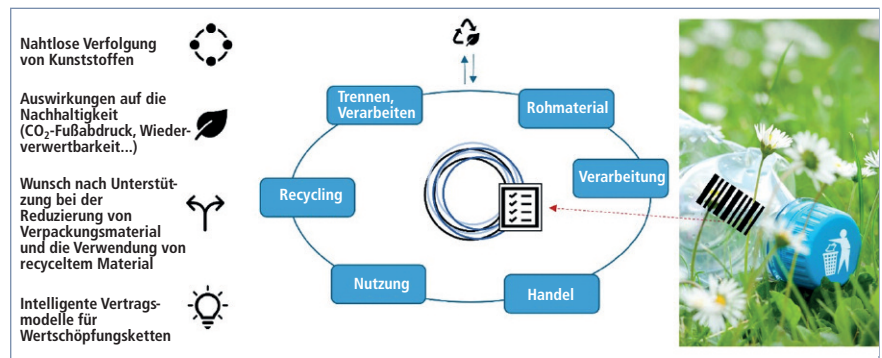 Nahtlose Verfolgung
von Kunststoffen
Auswirkungen auf die
Nachhaltigkeit
(CO₂-Fußabdruck, Wieder-
verwertbarkeit...)
Wunsch nach Unterstüt-
zung bei der
Reduzierung von
Verpackungsmaterial
und die Verwendung von
recyceltem Material
Intelligente Vertrags-
modelle für
Wertschöpfungsketten
Trennen,
Verarbeiten
Rohmaterial
Verarbeitung
Handel
Nutzung
Recycling